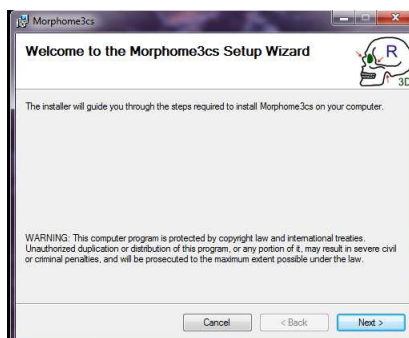 Morphome3cs
Welcome to the Morphome3cs Setup Wizard
R
3D
The installer will guide you through the steps required to install Morphome3cs on your computer.
WARNING: This computer program is protected by copyright law and international treaties.
Unauthorized duplication or distribution of this program, or any portion of it, may result in severe civil
or criminal penalties, and will be prosecuted to the maximum extent possible under the law.
Cancel
< Back
Next >